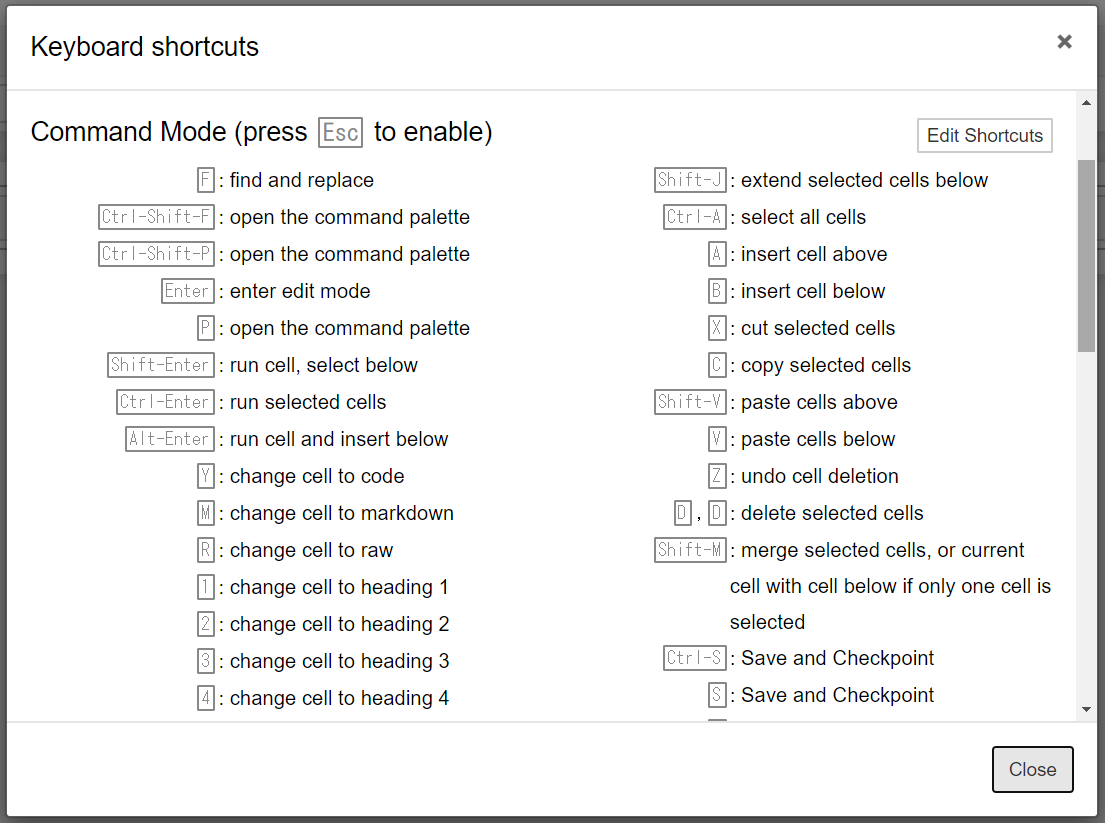 Keyboard shortcuts
×
Command Mode (press Esc to enable)
Edit Shortcuts
F : find and replace
Ctrl-Shift-F : open the command palette
Ctrl-Shift-P : open the command palette
Enter : enter edit mode
P : open the command palette
Shift-Enter : run cell, select below
Ctrl-Enter : run selected cells
Alt-Enter : run cell and insert below
Y : change cell to code
M : change cell to markdown
R : change cell to raw
1 : change cell to heading 1
2 : change cell to heading 2
3 : change cell to heading 3
4 : change cell to heading 4
Shift-J : extend selected cells below
Ctrl-A : select all cells
A : insert cell above
B : insert cell below
X : cut selected cells
C : copy selected cells
Shift-V : paste cells above
V : paste cells below
Z : undo cell deletion
D , D : delete selected cells
Shift-M : merge selected cells, or current
cell with cell below if only one cell is
selected
Ctrl-S : Save and Checkpoint
S : Save and Checkpoint
Close